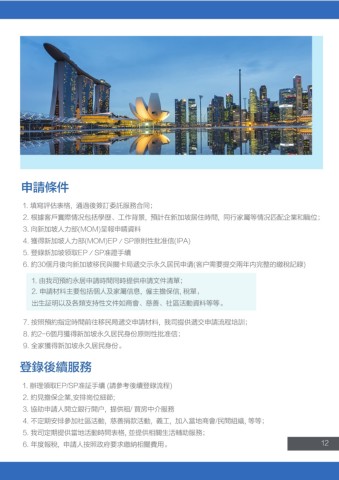 申請條件
1. 填寫評估表格, 通過後簽訂委託服務合同;
2. 根據客戶實際情況包括學歷、工作背景, 預計在新加坡居住時間, 同行家屬等情況匹配企業和職位;
3. 向新加坡人力部(MOM)呈報申請資料
4. 獲得新加坡人力部(MOM)EP / SP原則性批准信(IPA)
5. 登錄新加坡領取EP / SP准證手續
6. 約30個月後向新加坡移民與關卡局遞交永久居民申請(客戶需要提交兩年內完整的繳稅記錄)
1. 由我司預約永居申請時間同時提供申請文件清單;
2. 申請材料主要包括個人及家屬信息, 僱主擔保信, 稅單,
出生証明以及各類支持性文件如商會、慈善、社區活動資料等等。
7. 按照預約指定時間前往移民局遞交申請材料, 我司提供遞交申請流程培訓;
8. 約2-6個月獲得新加坡永久居民身份原則性批准信;
9. 全家獲得新加坡永久居民身份。
登錄後續服務
1. 辦理領取EP/SP准証手續 (請參考後續登錄流程)
2. 約見擔保企業,安排崗位細節;
3. 協助申請人開立銀行開戶, 提供租/ 買房中介服務
4. 不定期安排參加社區活動, 慈善捐款活動, 義工, 加入當地商會/民間組織, 等等;
5. 我司定期提供當地活動時間表格, 並提供相關生活輔助服務;
6. 年度報稅, 申請人按照政府要求繳納相關費用。
12